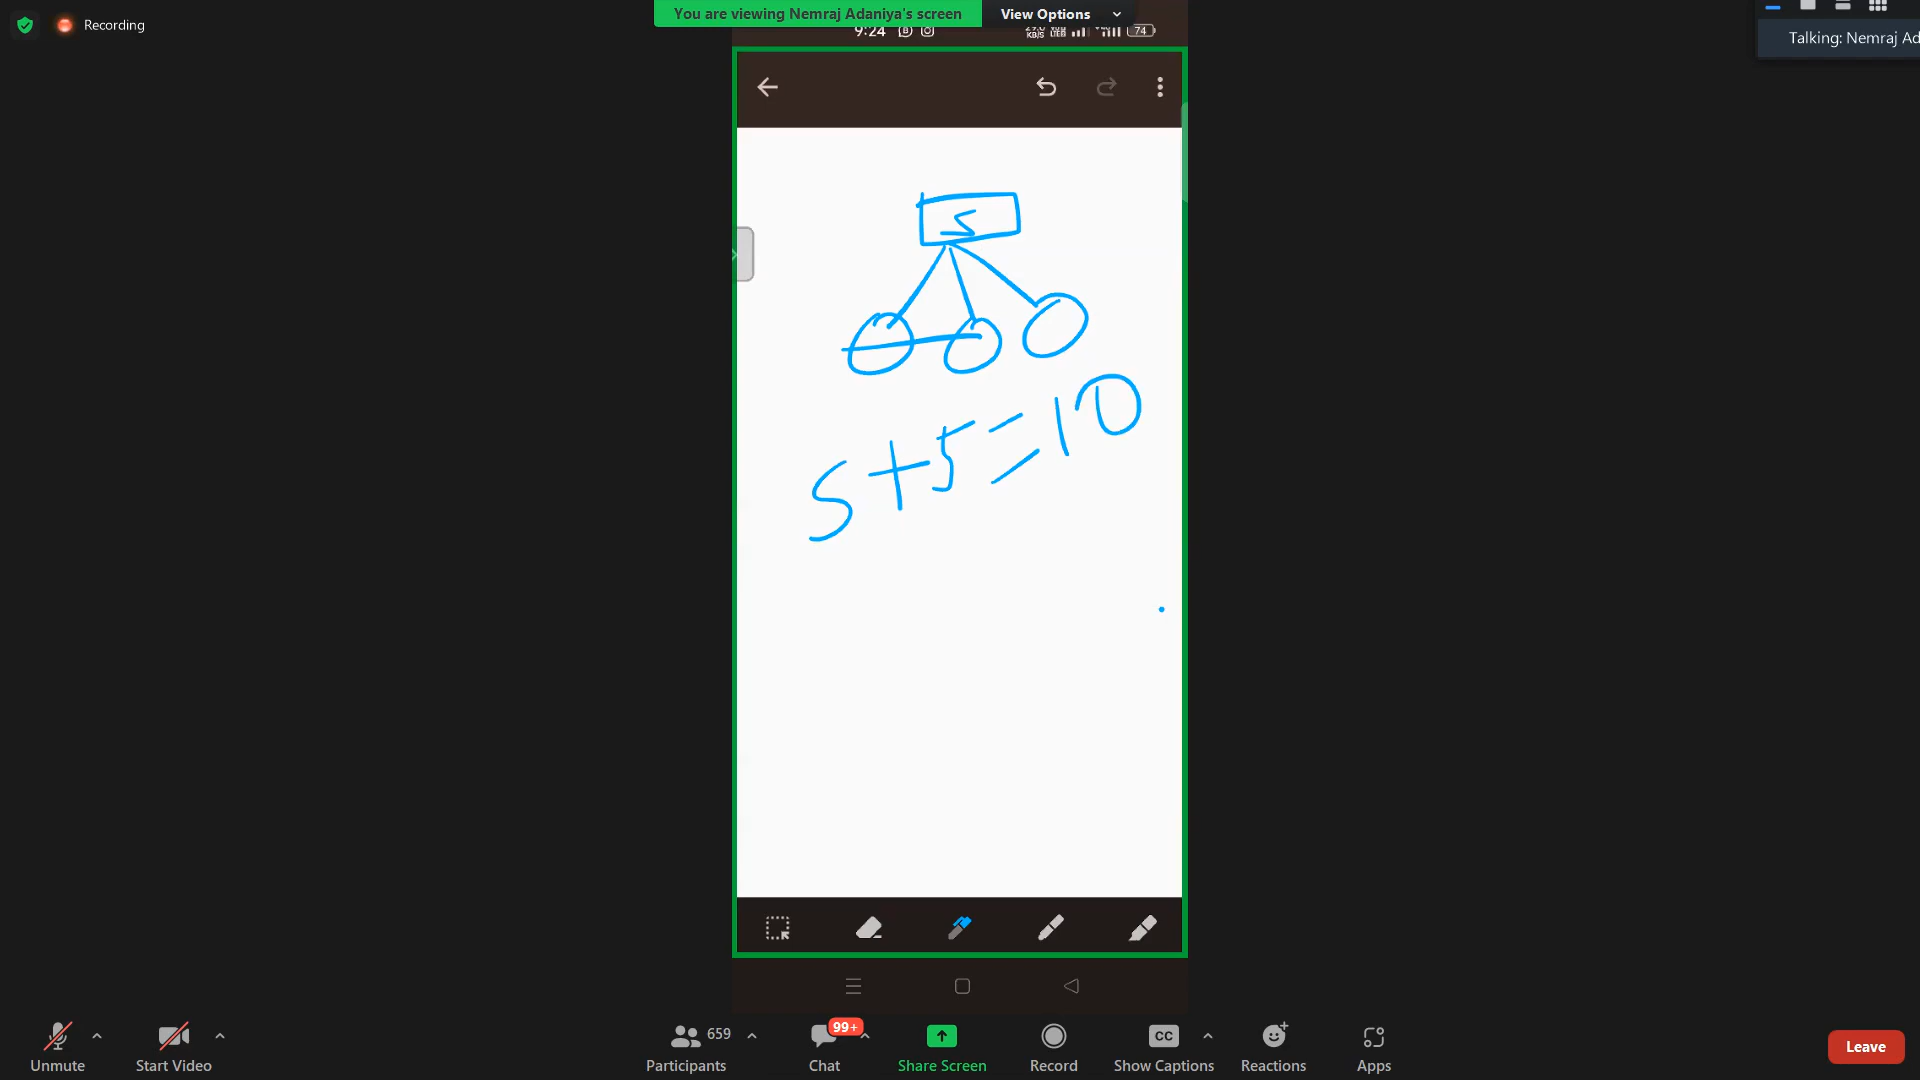 Recording
You are viewing Nemraj Adaniya's screen
View Options
Talking: Nemraj Ad
9:24
74
5
5+5=10
Unmute
Start Video
659
Participants
99+
Chat
Share Screen
Record
CC
Show Captions
Reactions
Apps
Leave